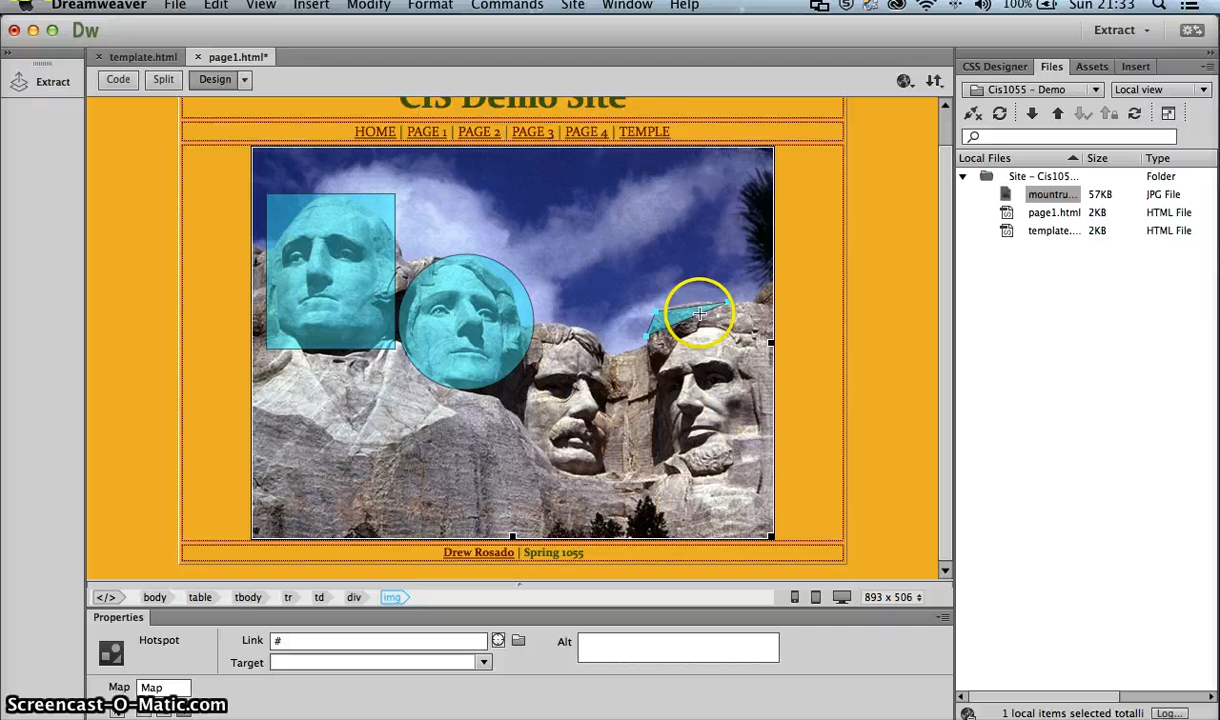 Dreamweaver File Edit View Insert Modify Format Commands Site Window Help 100% Sun 21:33
Dw Extract
template.html page1.html*
Extract
Code Split Design
CSS Designer Files Assets Insert
Cis1055 - Demo Local view
Local Files Size Type
Site - Cis105... Folder
mountru... 57KB JPG File
page1.html 2KB HTML File
template.... 2KB HTML File
CIS Demo Site
HOME | PAGE 1 | PAGE 2 | PAGE 3 | PAGE 4 | TEMPLE
Drew Rosado | Spring 1055
</> body table tbody tr td div img 893 x 506
Properties
Hotspot Link # Alt
Target
Map Map
Screencast-O-Matic.com
1 local items selected totalli Log...